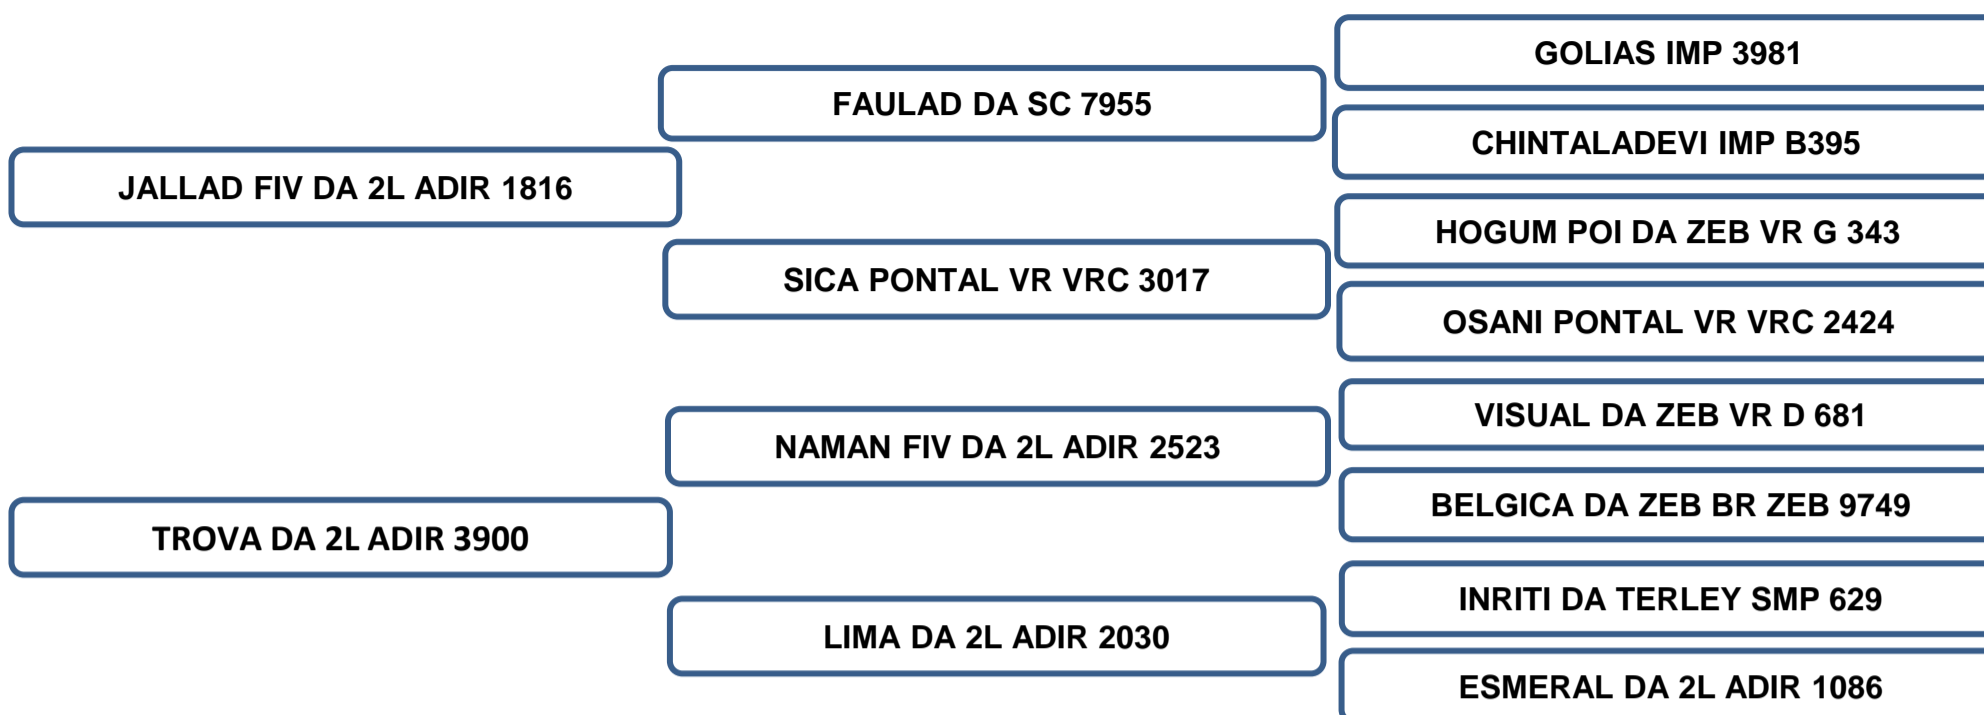 GOLIAS IMP 3981
FAULAD DA SC 7955
CHINTALADEVI IMP B395
JALLAD FIV DA 2L ADIR 1816
HOGUM POI DA ZEB VR G 343
SICA PONTAL VR VRC 3017
OSANI PONTAL VR VRC 2424
VISUAL DA ZEB VR D 681
NAMAN FIV DA 2L ADIR 2523
BELGICA DA ZEB BR ZEB 9749
TROVA DA 2L ADIR 3900
INRITI DA TERLEY SMP 629
LIMA DA 2L ADIR 2030
ESMERAL DA 2L ADIR 1086